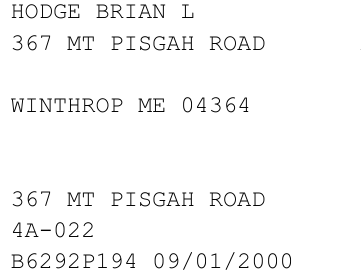 HODGE BRIAN L
367 MT PISGAH ROAD
WINTHROP ME 04364
367 MT PISGAH ROAD
4A-022
B6292P194 09/01/2000